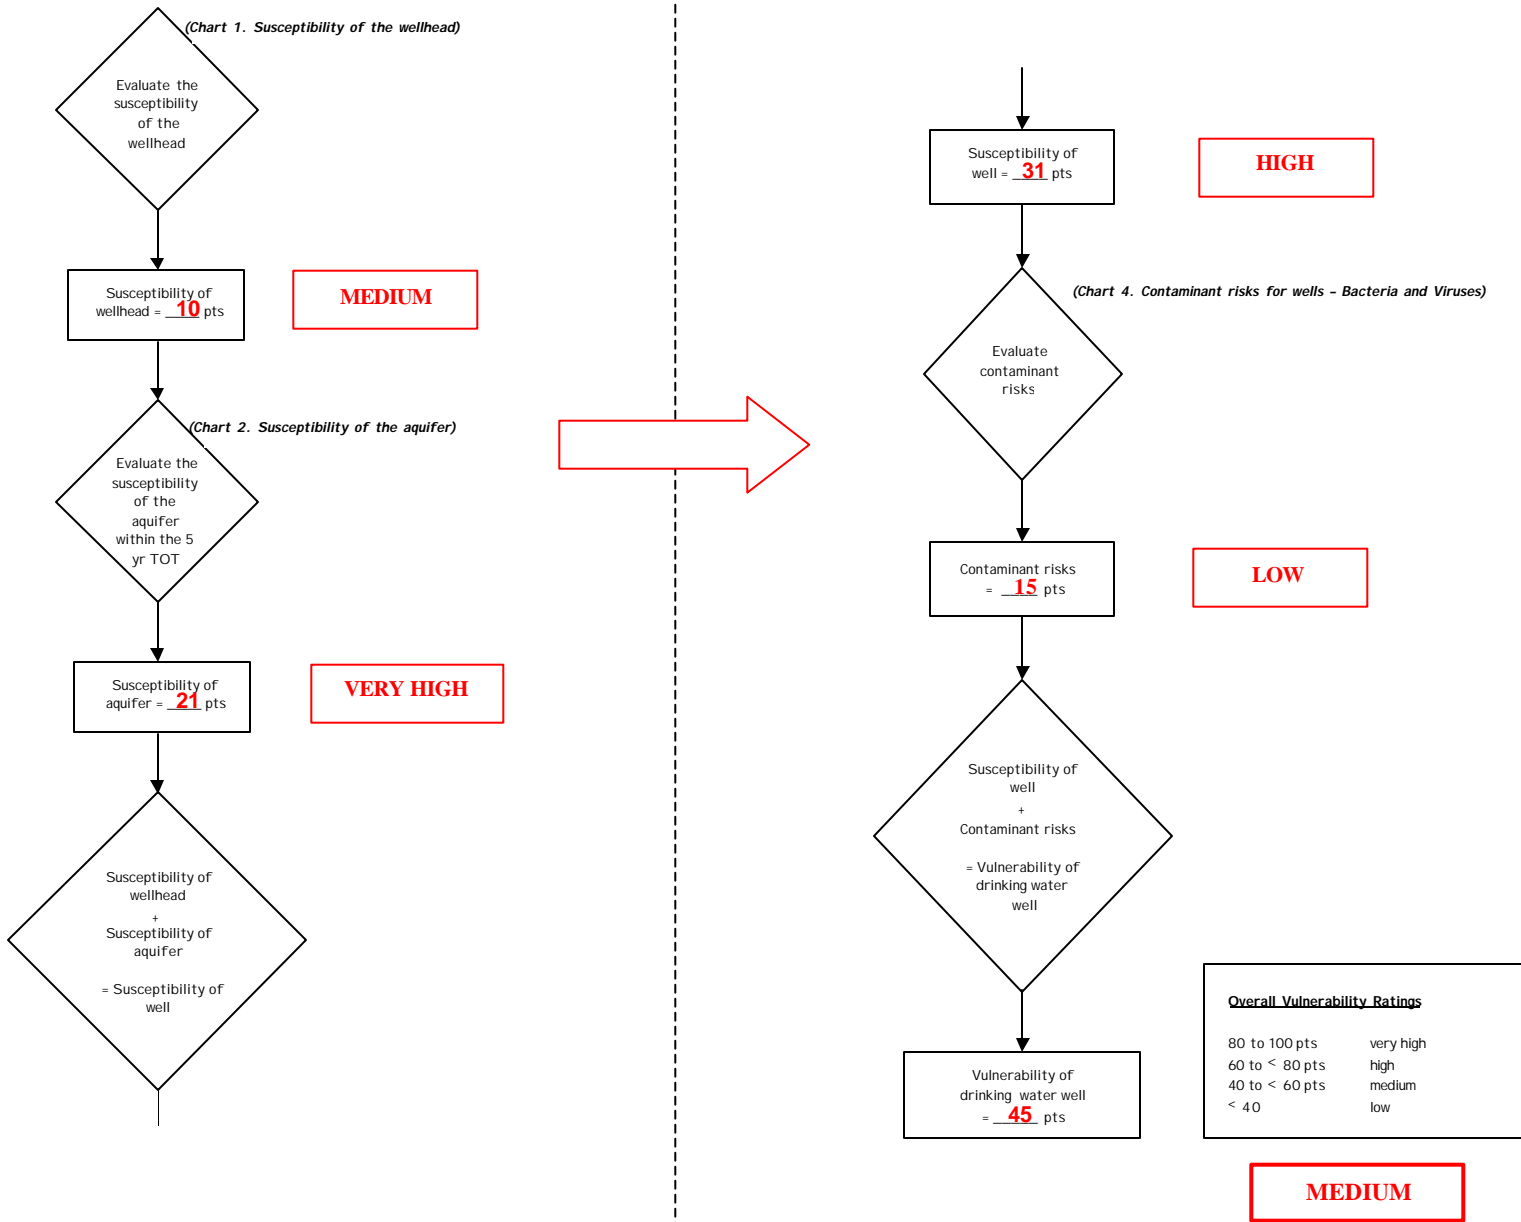 (Chart 1. Susceptibility of the wellhead)
Evaluate the
susceptibility
of the
wellhead
Susceptibility of
wellhead = 10 pts
MEDIUM
(Chart 2. Susceptibility of the aquifer)
Evaluate the
susceptibility
of the
aquifer
within the 5
yr TOT
Susceptibility of
aquifer = 21 pts
VERY HIGH
Susceptibility of
wellhead
+
Susceptibility of
aquifer
= Susceptibility of
well
Susceptibility of
well = 31 pts
HIGH
(Chart 4. Contaminant risks for wells – Bacteria and Viruses)
Evaluate
contaminant
risks
Contaminant risks
= 15 pts
LOW
Susceptibility of
well
+
Contaminant risks
= Vulnerability of
drinking water
well
Vulnerability of
drinking water well
= 45 pts
Overall Vulnerability Ratings
80 to 100 pts very high
60 to < 80 pts high
40 to < 60 pts medium
< 40 low
MEDIUM